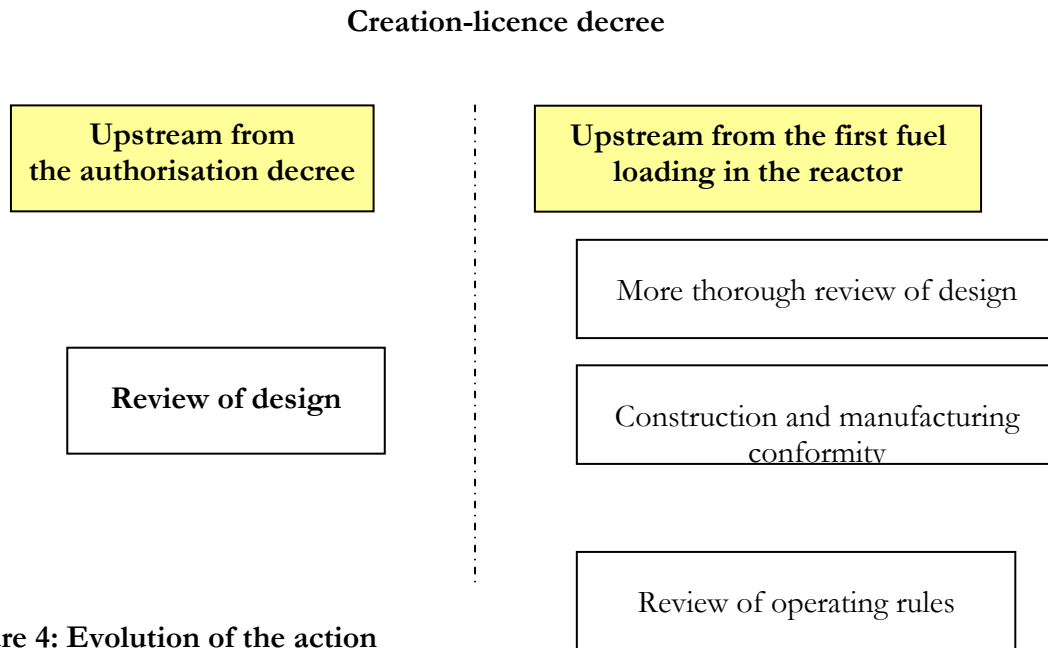 Creation-licence decree
Upstream from
the authorisation decree
Upstream from the first fuel
loading in the reactor
More thorough review of design
Review of design
Construction and manufacturing
conformity
Review of operating rules
re 4: Evolution of the action